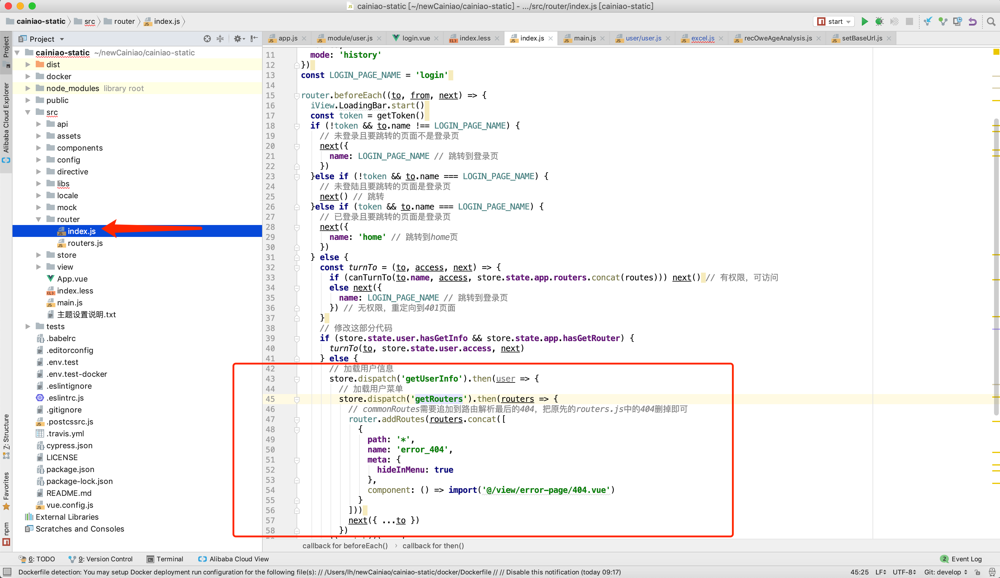 cainiao-static [~/newCainiao/cainiao-static] - .../src/router/index.js [cainiao-static]
cainiao-static src router index.js
start
Project
app.js module/user.js login.vue index.less index.js main.js user/user.js excel.js recOweAgeAnalysis.js setBaseUrl.js
Project
Alibaba Cloud Explorer
7: Structure
Favorites
npm
cainiao-static ~/newCainiao/cainiao-static
dist
docker
node_modules library root
public
src
api
assets
components
config
directive
libs
locale
mock
router
index.js
routers.js
store
view
App.vue
index.less
main.js
主题设置说明.txt
tests
.babelrc
.editorconfig
.env.test
.env.test-docker
.eslintignore
.eslintrc.js
.gitignore
.postcssrc.js
.travis.yml
cypress.json
LICENSE
package.json
package-lock.json
README.md
vue.config.js
External Libraries
Scratches and Consoles
11 mode: 'history'
12 })
13 const LOGIN_PAGE_NAME = 'login'
14
15 router.beforeEach((to, from, next) => {
16 iView.LoadingBar.start()
17 const token = getToken()
18 if (!token && to.name !== LOGIN_PAGE_NAME) {
19 // 未登录且要跳转的页面不是登录页
20 next({
21 name: LOGIN_PAGE_NAME // 跳转到登录页
22 })
23 }else if (!token && to.name === LOGIN_PAGE_NAME) {
24 // 未登陆且要跳转的页面是登录页
25 next() // 跳转
26 }else if (token && to.name === LOGIN_PAGE_NAME) {
27 // 已登录且要跳转的页面是登录页
28 next({
29 name: 'home' // 跳转到home页
30 })
31 } else {
32 const turnTo = (to, access, next) => {
33 if (canTurnTo(to.name, access, store.state.app.routers.concat(routes))) next() // 有权限，可访问
34 else next({
35 name: LOGIN_PAGE_NAME // 跳转到登录页
36 }) // 无权限，重定向到401页面
37 }
38 // 修改这部分代码
39 if (store.state.user.hasGetInfo && store.state.app.hasGetRouter) {
40 turnTo(to, store.state.user.access, next)
41 } else {
42 // 加载用户信息
43 store.dispatch('getUserInfo').then(user => {
44 // 加载用户菜单
45 store.dispatch('getRouters').then(routers => {
46 // commonRoutes需要追加到路由解析最后的404，把原先的routers.js中的404删掉即可
47 router.addRoutes(routers.concat([
48 {
49 path: '*',
50 name: 'error_404',
51 meta: {
52 hideInMenu: true
53 },
54 component: () => import('@/view/error-page/404.vue')
55 }
56 ]))
57 next({ ...to })
58 })
callback for beforeEach() › callback for then()
6: TODO 9: Version Control Terminal Alibaba Cloud View 2 Event Log
Dockerfile detection: You may setup Docker deployment run configuration for the following file(s): // /Users/lh/newCainiao/cainiao-static/docker/Dockerfile // // Disable this notification (today 09:17) 45:25 LF UTF-8 Git: develop